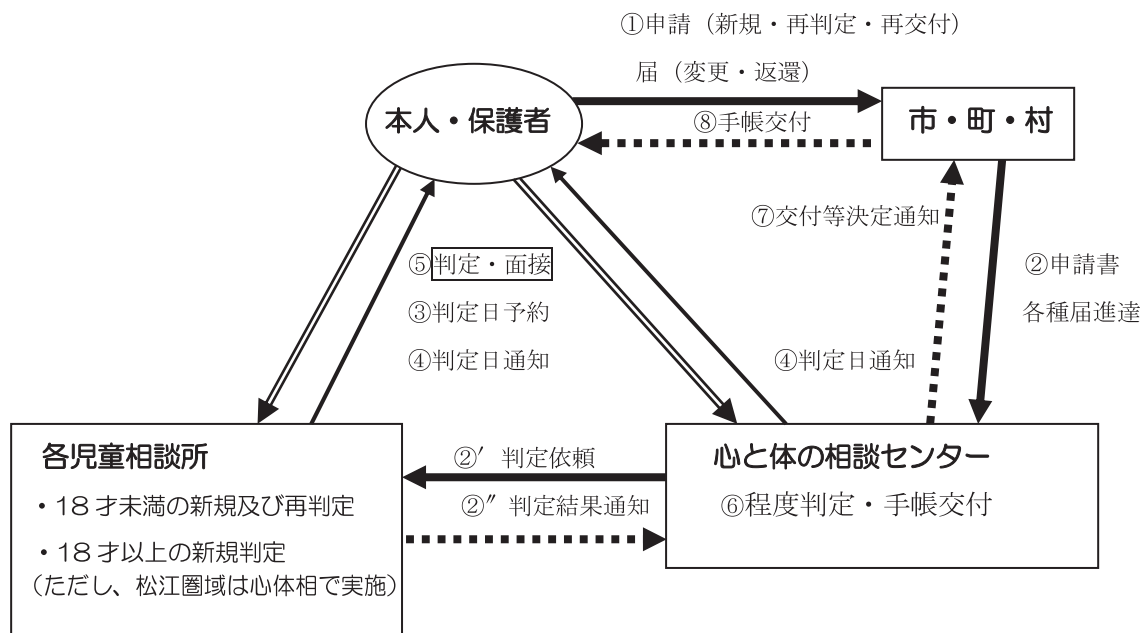 ①申請（新規・再判定・再交付）
届（変更・返還）
本人・保護者
市・町・村
⑧手帳交付
⑦交付等決定通知
②申請書
各種届進達
⑤判定・面接
③判定日予約
④判定日通知
④判定日通知
各児童相談所
・18才未満の新規及び再判定
・18才以上の新規判定
（ただし、松江圏域は心体相で実施）
②′判定依頼
②″判定結果通知
心と体の相談センター
⑥程度判定・手帳交付